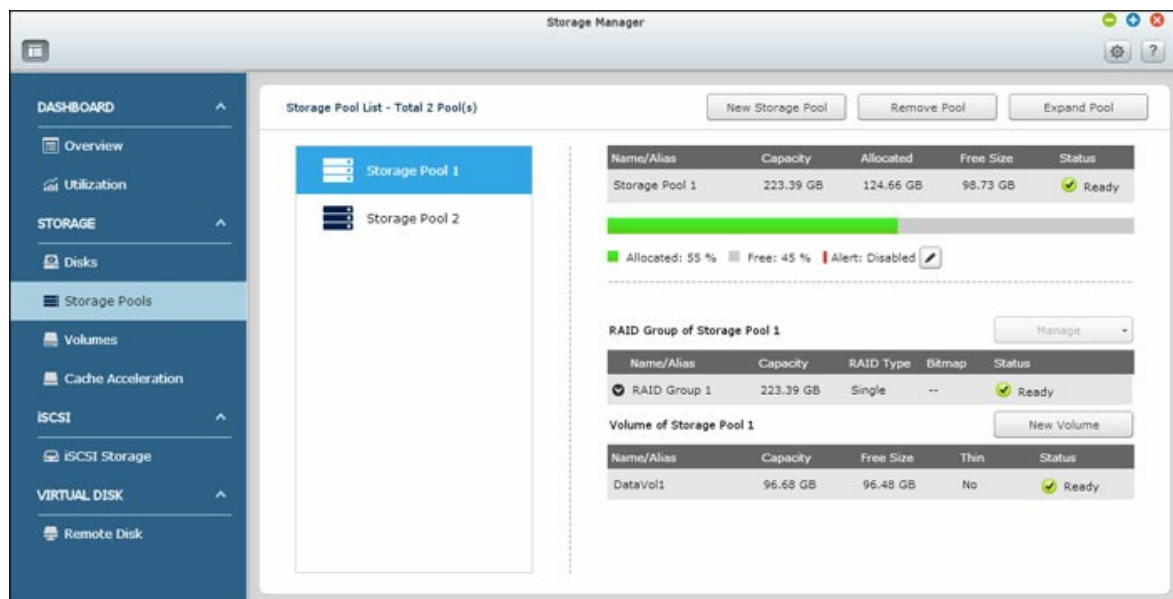 Storage Manager
?
DASHBOARD
Overview
Utilization
STORAGE
Disks
Storage Pools
Volumes
Cache Acceleration
iSCSI
iSCSI Storage
VIRTUAL DISK
Remote Disk
Storage Pool List - Total 2 Pool(s)
New Storage Pool Remove Pool Expand Pool
Storage Pool 1
Storage Pool 2
Name/Alias Capacity Allocated Free Size Status
Storage Pool 1 223.39 GB 124.66 GB 98.73 GB Ready
Allocated: 55 % Free: 45 % Alert: Disabled
RAID Group of Storage Pool 1 Manage
Name/Alias Capacity RAID Type Bitmap Status
RAID Group 1 223.39 GB Single -- Ready
Volume of Storage Pool 1 New Volume
Name/Alias Capacity Free Size Thin Status
DataVol1 96.68 GB 96.48 GB No Ready